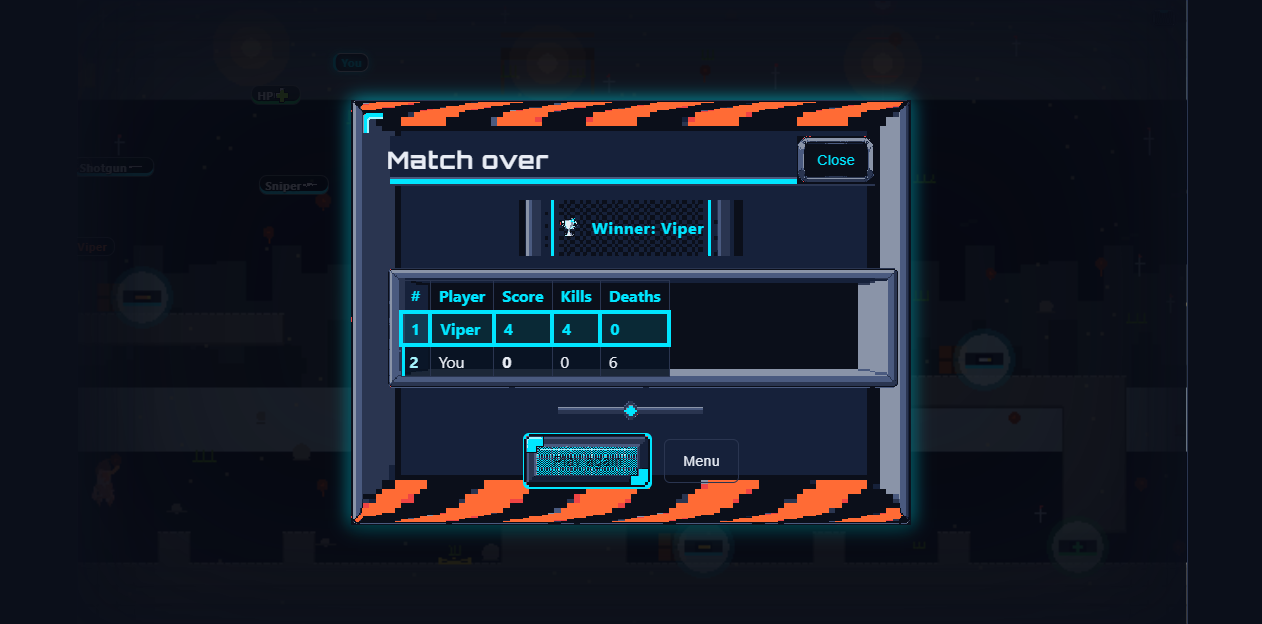 You
HP
Shotgun
Sniper
Viper
Match over
Close
Winner: Viper
# Player Score Kills Deaths
1 Viper 4 4 0
2 You 0 0 6
Menu